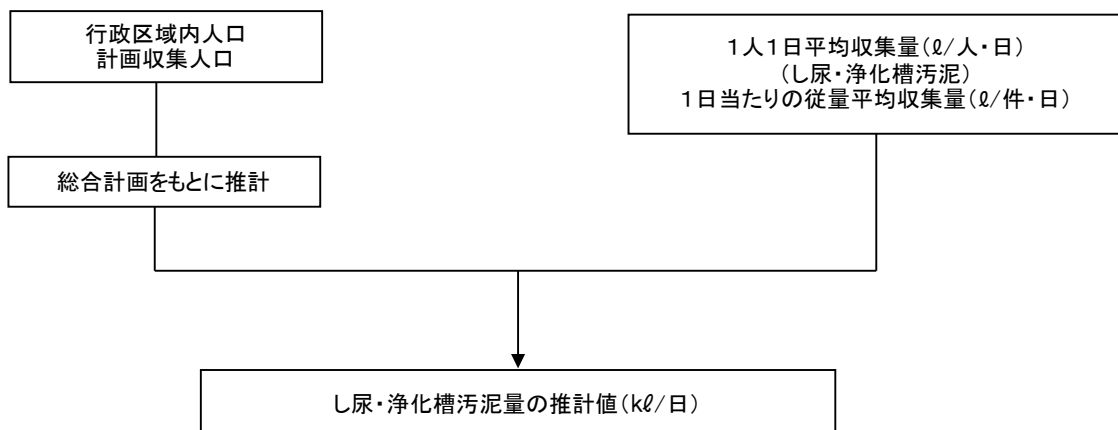 行政区域内人口
計画収集人口
1人1日平均収集量(ℓ/人・日)
(し尿・浄化槽汚泥)
1日当たりの従量平均収集量(ℓ/件・日)
総合計画をもとに推計
し尿・浄化槽汚泥量の推計値(kℓ/日)